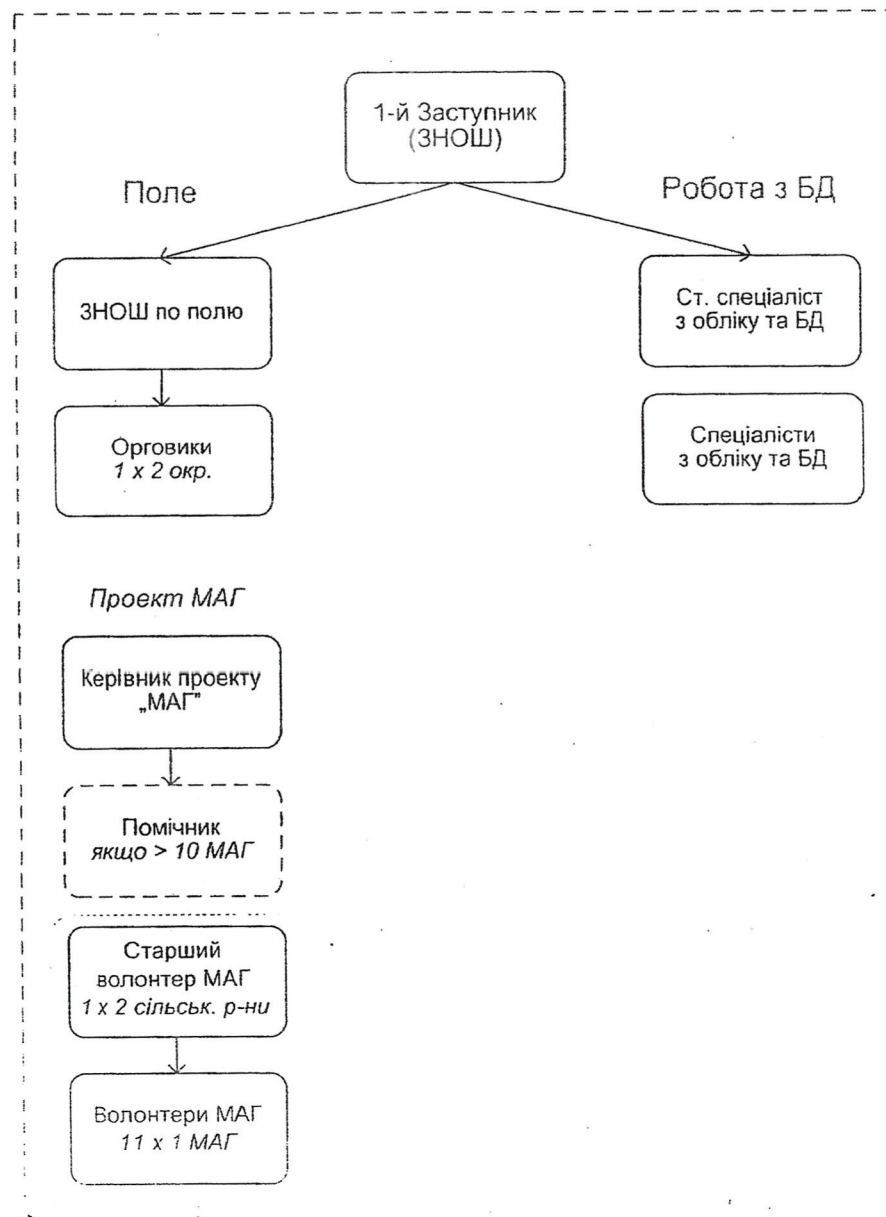 1-й Заступник
(ЗНОШ)
Поле
Робота з БД
ЗНОШ по полю
Ст. спеціаліст
з обліку та БД
Орговики
1 х 2 окр.
Спеціалісти
з обліку та БД
Проект МАГ
Керівник проекту
„МАГ"
Помічник
якщо > 10 МАГ
Старший
волонтер МАГ
1 х 2 сільськ. р-ни
Волонтери МАГ
11 х 1 МАГ